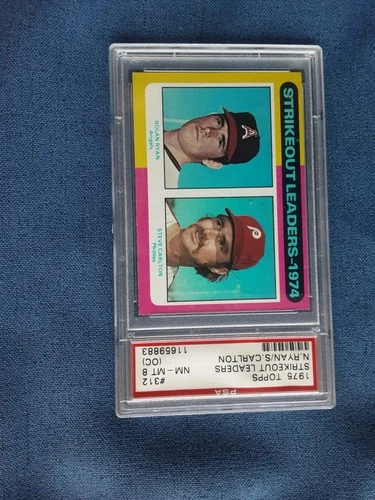 1975 TOPPS #312
STRIKEOUT LEADERS NM-MT 8
N.RYAN/S.CARLTON (OC)
11659883
PSA
STRIKEOUT LEADERS-1974
NOLAN RYAN
Angels
STEVE CARLTON
Phillies
A
P